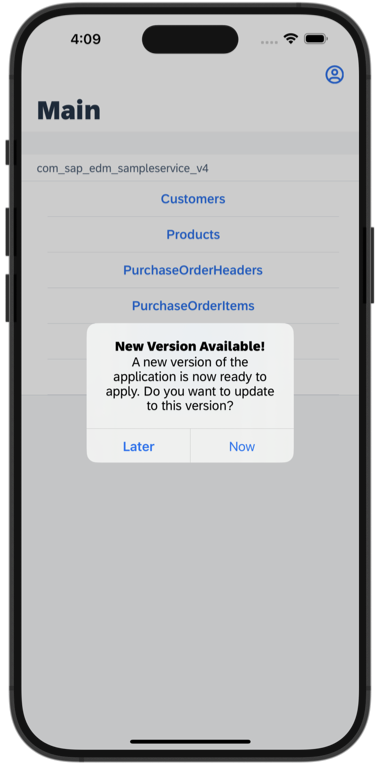 4:09
Main
com_sap_edm_sampleservice_v4
Customers
Products
PurchaseOrderHeaders
PurchaseOrderItems
New Version Available!
A new version of the
application is now ready to
apply. Do you want to update
to this version?
Later
Now